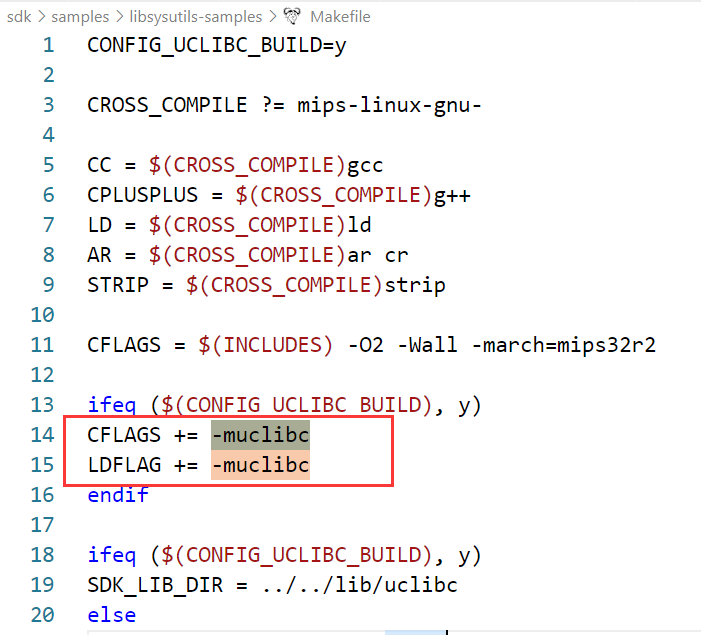 sdk > samples > libsysutils-samples > Makefile
1 CONFIG_UCLIBC_BUILD=y
2
3 CROSS_COMPILE ?= mips-linux-gnu-
4
5 CC = $(CROSS_COMPILE)gcc
6 CPLUSPLUS = $(CROSS_COMPILE)g++
7 LD = $(CROSS_COMPILE)ld
8 AR = $(CROSS_COMPILE)ar cr
9 STRIP = $(CROSS_COMPILE)strip
10
11 CFLAGS = $(INCLUDES) -O2 -Wall -march=mips32r2
12
13 ifeq ($(CONFIG_UCLIBC_BUILD), y)
14 CFLAGS += -muclibc
15 LDFLAG += -muclibc
16 endif
17
18 ifeq ($(CONFIG_UCLIBC_BUILD), y)
19 SDK_LIB_DIR = ../../lib/uclibc
20 else